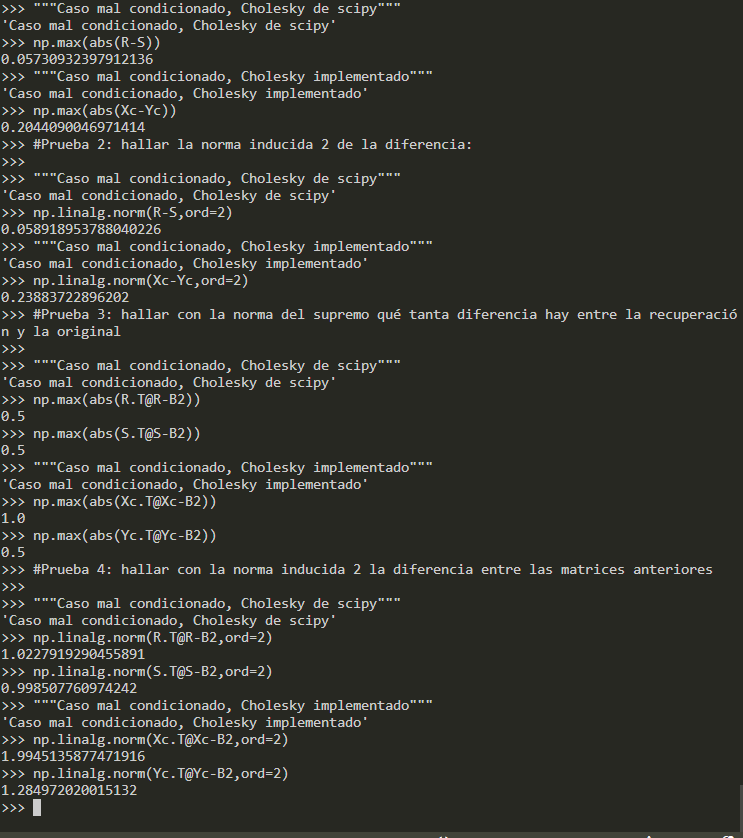 >>> """Caso mal condicionado, Cholesky de scipy"""
'Caso mal condicionado, Cholesky de scipy'
>>> np.max(abs(R-S))
0.05730932397912136
>>> """Caso mal condicionado, Cholesky implementado"""
'Caso mal condicionado, Cholesky implementado'
>>> np.max(abs(Xc-Yc))
0.2044090046971414
>>> #Prueba 2: hallar la norma inducida 2 de la diferencia:
>>>
>>> """Caso mal condicionado, Cholesky de scipy"""
'Caso mal condicionado, Cholesky de scipy'
>>> np.linalg.norm(R-S,ord=2)
0.058918953788040226
>>> """Caso mal condicionado, Cholesky implementado"""
'Caso mal condicionado, Cholesky implementado'
>>> np.linalg.norm(Xc-Yc,ord=2)
0.23883722896202
>>> #Prueba 3: hallar con la norma del supremo qué tanta diferencia hay entre la recuperació
n y la original
>>>
>>> """Caso mal condicionado, Cholesky de scipy"""
'Caso mal condicionado, Cholesky de scipy'
>>> np.max(abs(R.T@R-B2))
0.5
>>> np.max(abs(S.T@S-B2))
0.5
>>> """Caso mal condicionado, Cholesky implementado"""
'Caso mal condicionado, Cholesky implementado'
>>> np.max(abs(Xc.T@Xc-B2))
1.0
>>> np.max(abs(Yc.T@Yc-B2))
0.5
>>> #Prueba 4: hallar con la norma inducida 2 la diferencia entre las matrices anteriores
>>>
>>> """Caso mal condicionado, Cholesky de scipy"""
'Caso mal condicionado, Cholesky de scipy'
>>> np.linalg.norm(R.T@R-B2,ord=2)
1.0227919290455891
>>> np.linalg.norm(S.T@S-B2,ord=2)
0.998507760974242
>>> """Caso mal condicionado, Cholesky implementado"""
'Caso mal condicionado, Cholesky implementado'
>>> np.linalg.norm(Xc.T@Xc-B2,ord=2)
1.9945135877471916
>>> np.linalg.norm(Yc.T@Yc-B2,ord=2)
1.284972020015132
>>>